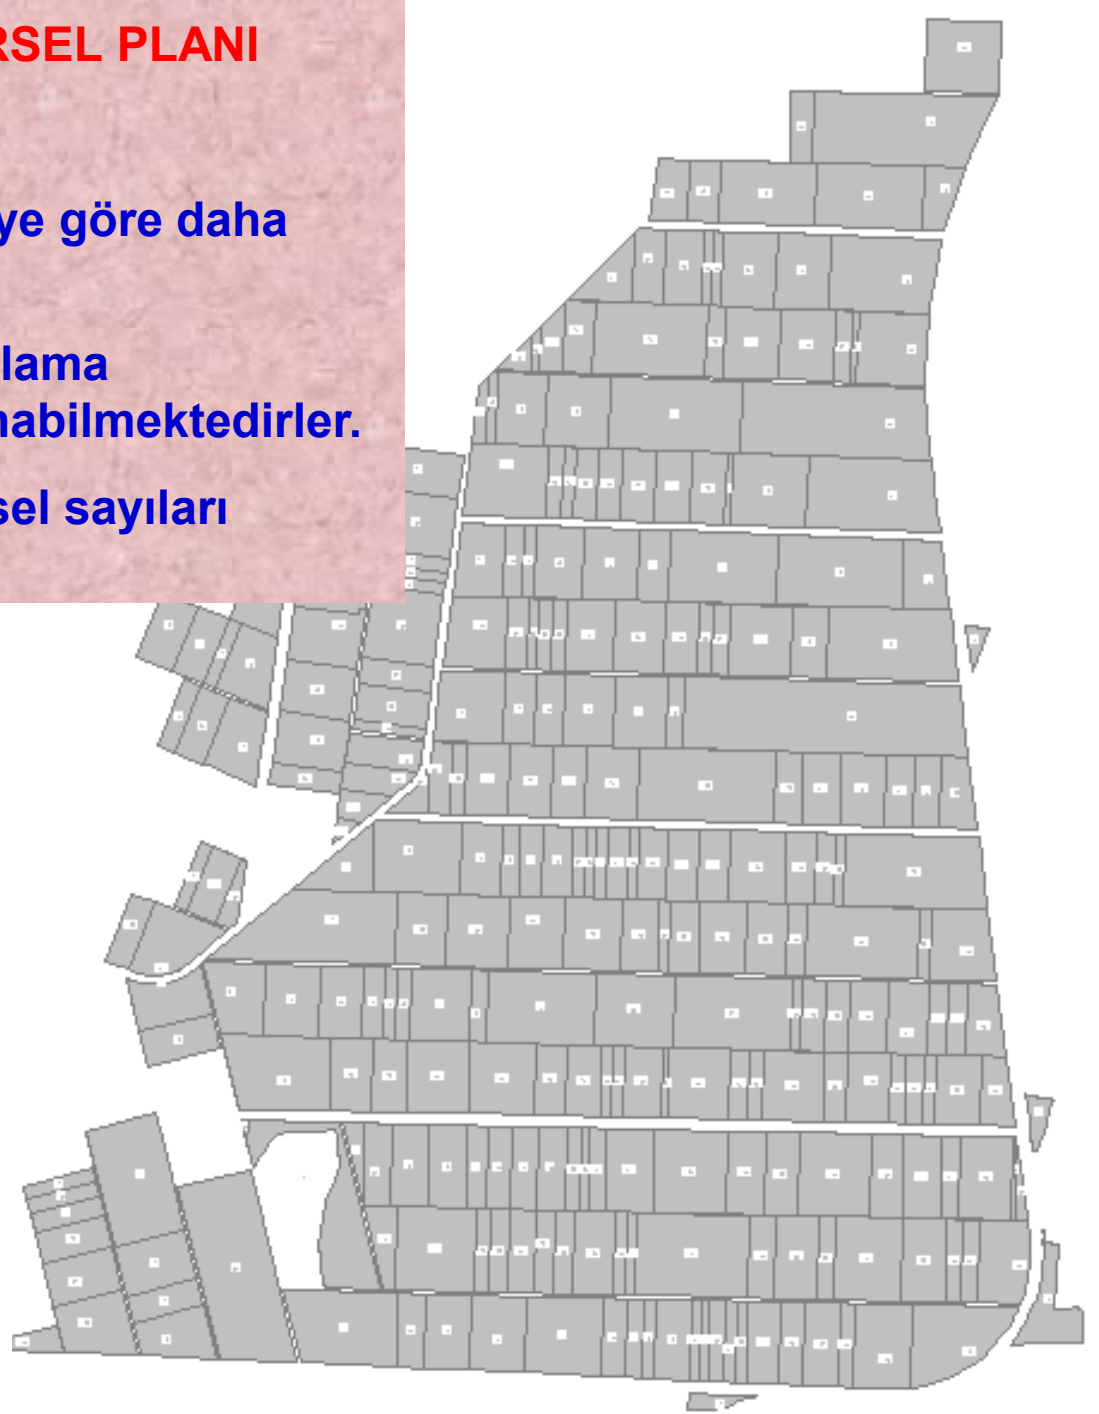 RSEL PLANI
ye göre daha
lama
nabilmektedirler.
sel sayıları